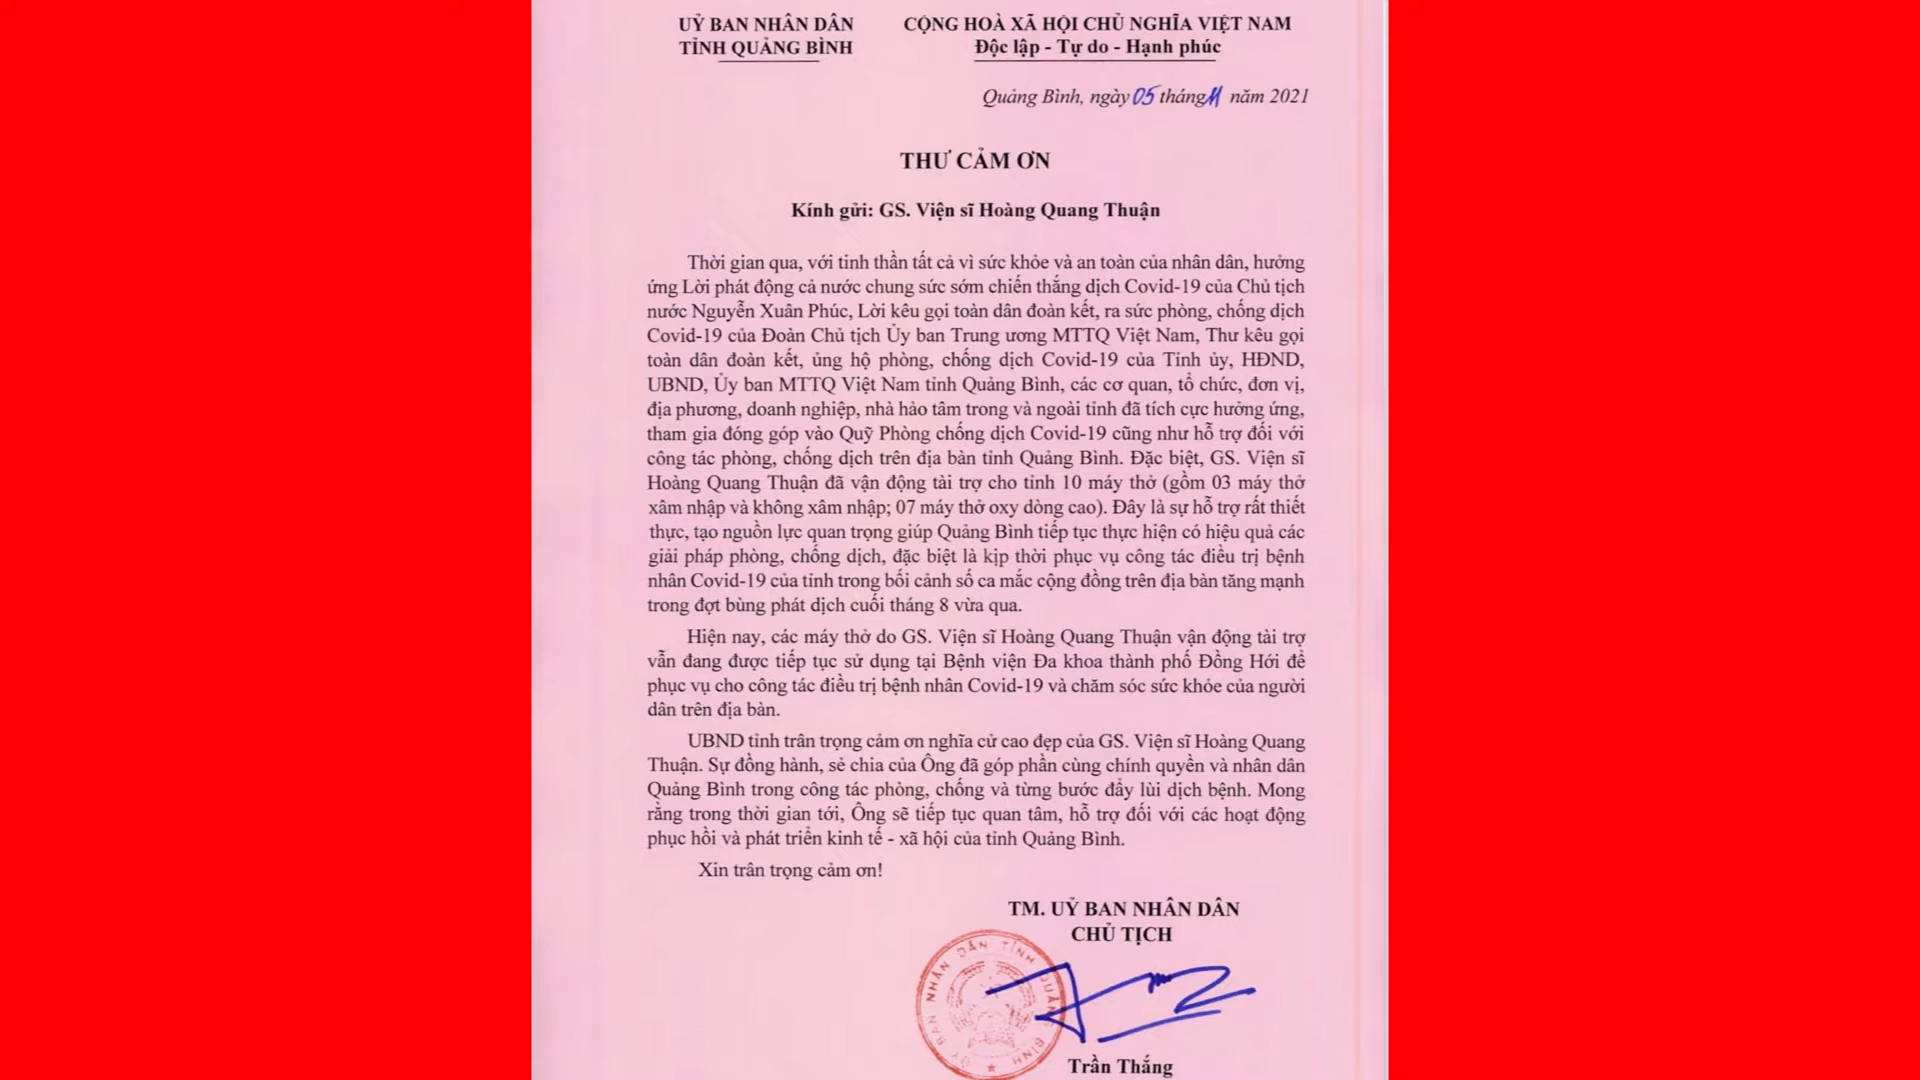 UỶ BAN NHÂN DÂN
TỈNH QUẢNG BÌNH
CỘNG HOÀ XÃ HỘI CHỦ NGHĨA VIỆT NAM
Độc lập - Tự do - Hạnh phúc
Quảng Bình, ngày 05 tháng 11 năm 2021
THƯ CẢM ƠN
Kính gửi: GS. Viện sĩ Hoàng Quang Thuận
Thời gian qua, với tinh thần tất cả vì sức khỏe và an toàn của nhân dân, hưởng
ứng Lời phát động cả nước chung sức sớm chiến thắng dịch Covid-19 của Chủ tịch
nước Nguyễn Xuân Phúc, Lời kêu gọi toàn dân đoàn kết, ra sức phòng, chống dịch
Covid-19 của Đoàn Chủ tịch Ủy ban Trung ương MTTQ Việt Nam, Thư kêu gọi
toàn dân đoàn kết, ủng hộ phòng, chống dịch Covid-19 của Tỉnh ủy, HĐND,
UBND, Ủy ban MTTQ Việt Nam tỉnh Quảng Bình, các cơ quan, tổ chức, đơn vị,
địa phương, doanh nghiệp, nhà hảo tâm trong và ngoài tỉnh đã tích cực hưởng ứng,
tham gia đóng góp vào Quỹ Phòng chống dịch Covid-19 cũng như hỗ trợ đối với
công tác phòng, chống dịch trên địa bàn tỉnh Quảng Bình. Đặc biệt, GS. Viện sĩ
Hoàng Quang Thuận đã vận động tài trợ cho tỉnh 10 máy thở (gồm 03 máy thở
xâm nhập và không xâm nhập; 07 máy thở oxy dòng cao). Đây là sự hỗ trợ rất thiết
thực, tạo nguồn lực quan trọng giúp Quảng Bình tiếp tục thực hiện có hiệu quả các
giải pháp phòng, chống dịch, đặc biệt là kịp thời phục vụ công tác điều trị bệnh
nhân Covid-19 của tỉnh trong bối cảnh số ca mắc cộng đồng trên địa bàn tăng mạnh
trong đợt bùng phát dịch cuối tháng 8 vừa qua.
Hiện nay, các máy thở do GS. Viện sĩ Hoàng Quang Thuận vận động tài trợ
vẫn đang được tiếp tục sử dụng tại Bệnh viện Đa khoa thành phố Đồng Hới để
phục vụ cho công tác điều trị bệnh nhân Covid-19 và chăm sóc sức khỏe của người
dân trên địa bàn.
UBND tỉnh trân trọng cảm ơn nghĩa cử cao đẹp của GS. Viện sĩ Hoàng Quang
Thuận. Sự đồng hành, sẻ chia của Ông đã góp phần cùng chính quyền và nhân dân
Quảng Bình trong công tác phòng, chống và từng bước đẩy lùi dịch bệnh. Mong
rằng trong thời gian tới, Ông sẽ tiếp tục quan tâm, hỗ trợ đối với các hoạt động
phục hồi và phát triển kinh tế - xã hội của tỉnh Quảng Bình.
Xin trân trọng cảm ơn!
TM. UỶ BAN NHÂN DÂN
CHỦ TỊCH
ỦY BAN NHÂN DÂN TỈNH QUẢNG BÌNH
Trần Thắng